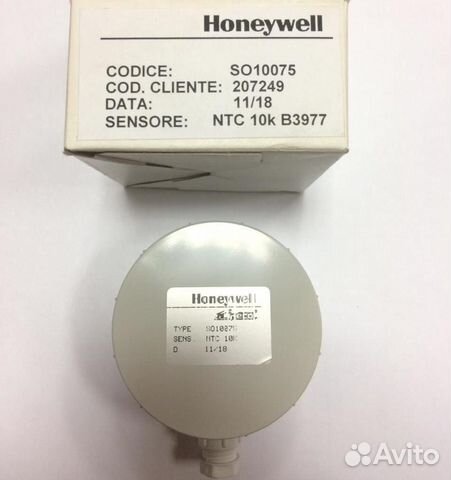 Honeywell
CODICE: SO10075
COD. CLIENTE: 207249
DATA: 11/18
SENSORE: NTC 10k B3977
Honeywell
TYPE SO10075
SENS. NTC 10K
D 11/18
Avito